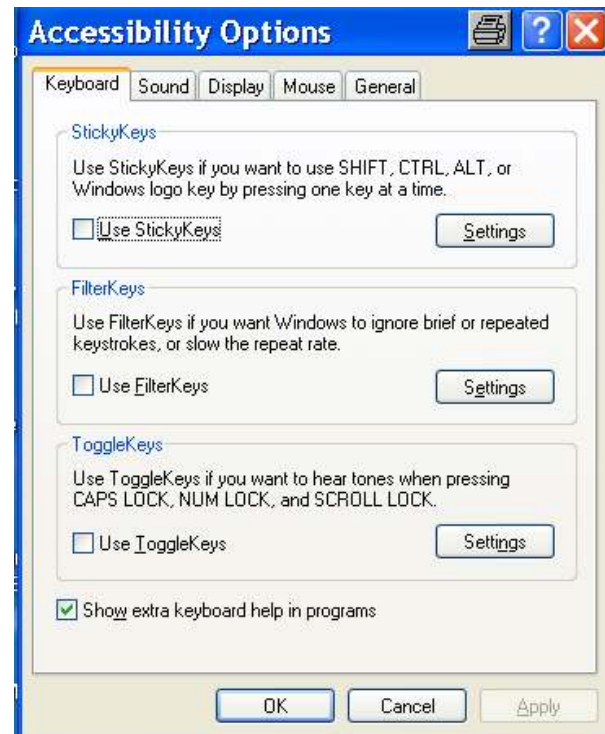 Accessibility Options
Keyboard Sound Display Mouse General
StickyKeys
Use StickyKeys if you want to use SHIFT, CTRL, ALT, or
Windows logo key by pressing one key at a time.
Use StickyKeys Settings
FilterKeys
Use FilterKeys if you want Windows to ignore brief or repeated
keystrokes, or slow the repeat rate.
Use FilterKeys Settings
ToggleKeys
Use ToggleKeys if you want to hear tones when pressing
CAPS LOCK, NUM LOCK, and SCROLL LOCK.
Use ToggleKeys Settings
Show extra keyboard help in programs
OK Cancel Apply